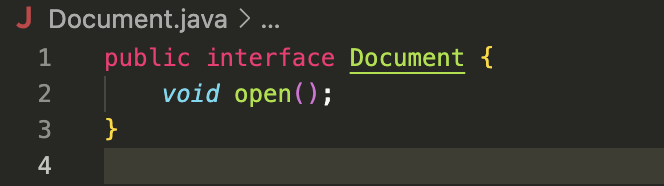 J Document.java > ...
1 public interface Document {
2     void open();
3 }
4